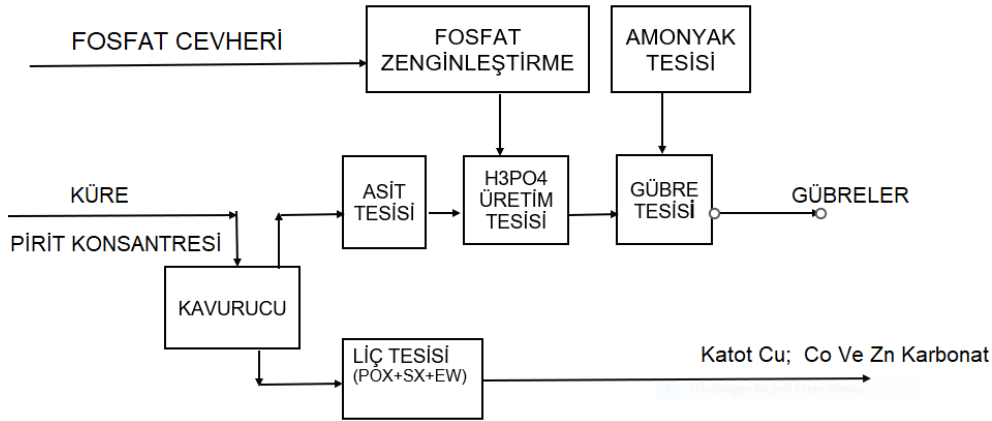 FOSFAT CEVHERİ
FOSFAT
ZENGİNLEŞTİRME
AMONYAK
TESİSİ
KÜRE
PİRİT KONSANTRESİ
ASİT
TESİSİ
H3PO4
ÜRETİM
TESİSİ
GÜBRE
TESİSİ
GÜBRELER
KAVURUCU
LİÇ TESİSİ
(POX+SX+EW)
Katot Cu; Co Ve Zn Karbonat